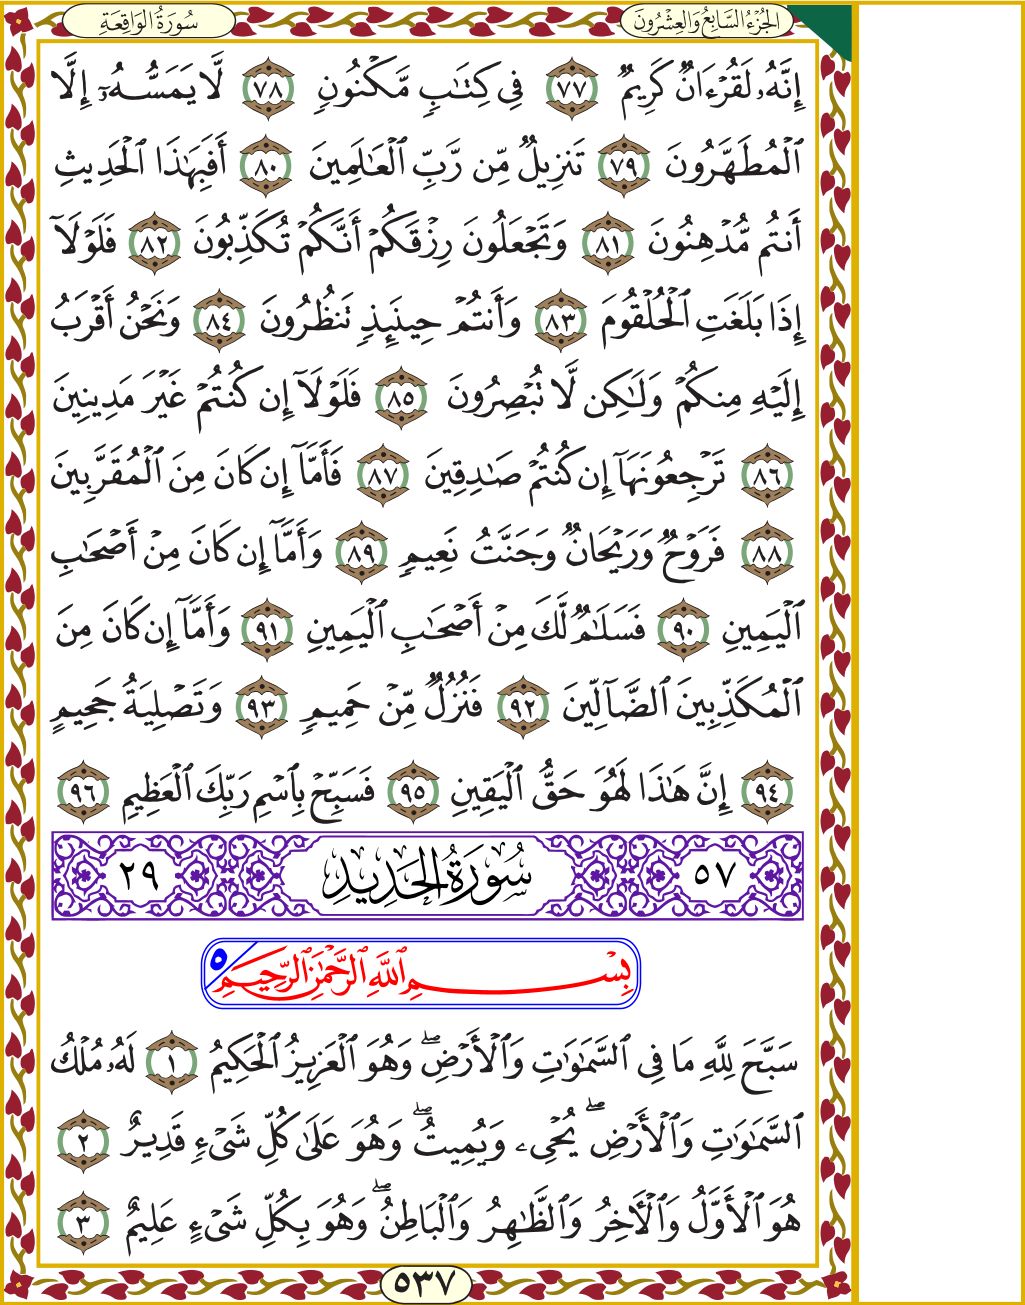 سُورَةُ الوَاقِعَةِ
الجُزْءُ السَّابِعُ وَالعِشْرُونَ
إِنَّهُۥ لَقُرْءَانٌ كَرِيمٌ ٧٧ فِى كِتَٰبٍ مَّكْنُونٍ ٧٨ لَّا يَمَسُّهُۥٓ إِلَّا
ٱلْمُطَهَّرُونَ ٧٩ تَنزِيلٌ مِّن رَّبِّ ٱلْعَٰلَمِينَ ٨٠ أَفَبِهَٰذَا ٱلْحَدِيثِ
أَنتُم مُّدْهِنُونَ ٨١ وَتَجْعَلُونَ رِزْقَكُمْ أَنَّكُمْ تُكَذِّبُونَ ٨٢ فَلَوْلَآ
إِذَا بَلَغَتِ ٱلْحُلْقُومَ ٨٣ وَأَنتُمْ حِينَئِذٍ تَنظُرُونَ ٨٤ وَنَحْنُ أَقْرَبُ
إِلَيْهِ مِنكُمْ وَلَٰكِن لَّا تُبْصِرُونَ ٨٥ فَلَوْلَآ إِن كُنتُمْ غَيْرَ مَدِينِينَ
٨٦ تَرْجِعُونَهَآ إِن كُنتُمْ صَٰدِقِينَ ٨٧ فَأَمَّآ إِن كَانَ مِنَ ٱلْمُقَرَّبِينَ
٨٨ فَرَوْحٌ وَرَيْحَانٌ وَجَنَّتُ نَعِيمٍ ٨٩ وَأَمَّآ إِن كَانَ مِنْ أَصْحَٰبِ
ٱلْيَمِينِ ٩٠ فَسَلَٰمٌ لَّكَ مِنْ أَصْحَٰبِ ٱلْيَمِينِ ٩١ وَأَمَّآ إِن كَانَ مِنَ
ٱلْمُكَذِّبِينَ ٱلضَّآلِّينَ ٩٢ فَنُزُلٌ مِّنْ حَمِيمٍ ٩٣ وَتَصْلِيَةُ جَحِيمٍ
٩٤ إِنَّ هَٰذَا لَهُوَ حَقُّ ٱلْيَقِينِ ٩٥ فَسَبِّحْ بِٱسْمِ رَبِّكَ ٱلْعَظِيمِ ٩٦
٥٧ سُورَةُ الحَدِيدِ ٢٩
بِسْمِ ٱللَّهِ ٱلرَّحْمَٰنِ ٱلرَّحِيمِ ٥
سَبَّحَ لِلَّهِ مَا فِى ٱلسَّمَٰوَٰتِ وَٱلْأَرْضِ ۖ وَهُوَ ٱلْعَزِيزُ ٱلْحَكِيمُ ١ لَهُۥ مُلْكُ
ٱلسَّمَٰوَٰتِ وَٱلْأَرْضِ ۖ يُحْىِۦ وَيُمِيتُ ۖ وَهُوَ عَلَىٰ كُلِّ شَىْءٍ قَدِيرٌ ٢
هُوَ ٱلْأَوَّلُ وَٱلْءَاخِرُ وَٱلظَّٰهِرُ وَٱلْبَاطِنُ ۖ وَهُوَ بِكُلِّ شَىْءٍ عَلِيمٌ ٣
٥٣٧